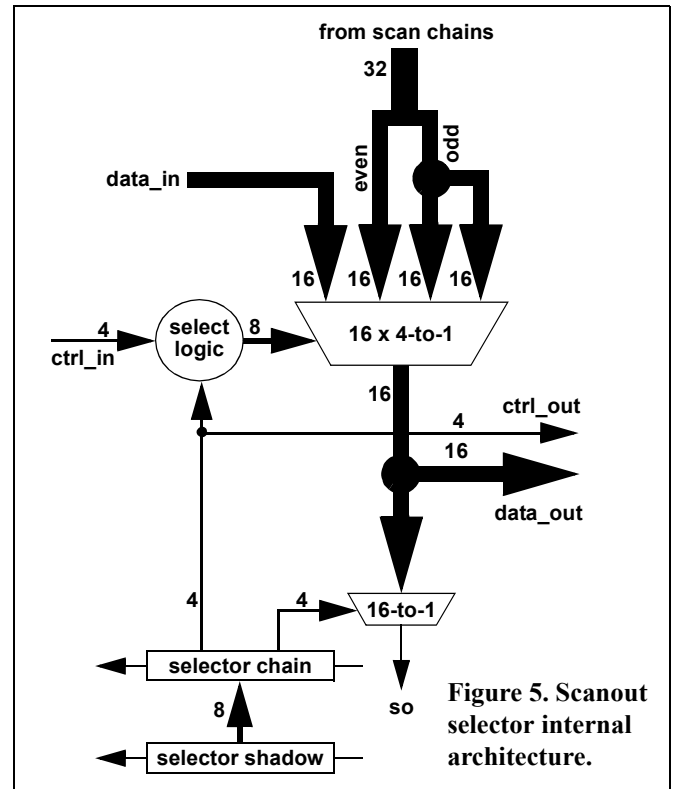 from scan chains
32
even
odd
data_in
16
16
16
16
4
ctrl_in
select
logic
8
16 x 4-to-1
16
ctrl_out
4
16
data_out
4
4
16-to-1
selector chain
so
8
selector shadow
Figure 5. Scanout
selector internal
architecture.